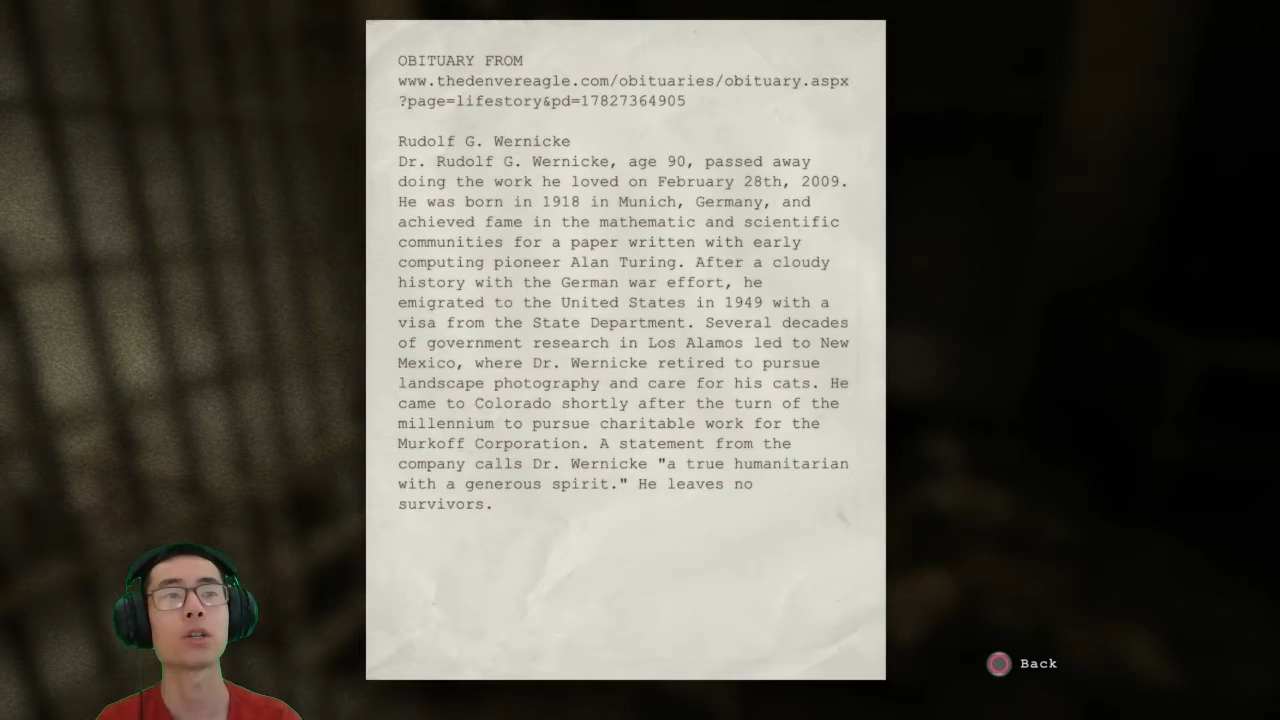 OBITUARY FROM
www.thedenvereagle.com/obituaries/obituary.aspx
?page=lifestory&pd=17827364905
Rudolf G. Wernicke
Dr. Rudolf G. Wernicke, age 90, passed away
doing the work he loved on February 28th, 2009.
He was born in 1918 in Munich, Germany, and
achieved fame in the mathematic and scientific
communities for a paper written with early
computing pioneer Alan Turing. After a cloudy
history with the German war effort, he
emigrated to the United States in 1949 with a
visa from the State Department. Several decades
of government research in Los Alamos led to New
Mexico, where Dr. Wernicke retired to pursue
landscape photography and care for his cats. He
came to Colorado shortly after the turn of the
millennium to pursue charitable work for the
Murkoff Corporation. A statement from the
company calls Dr. Wernicke "a true humanitarian
with a generous spirit." He leaves no
survivors.
Back